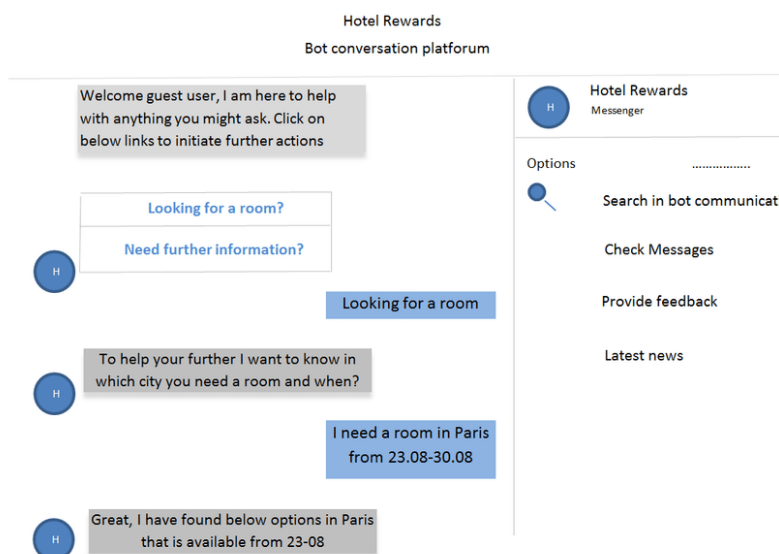 Hotel Rewards
Bot conversation platforum
Welcome guest user, I am here to help
with anything you might ask. Click on
below links to initiate further actions
Looking for a room?
Need further information?
H
Looking for a room
To help your further I want to know in
which city you need a room and when?
H
I need a room in Paris
from 23.08-30.08
Great, I have found below options in Paris
that is available from 23-08
H
H
Hotel Rewards
Messenger
Options
.................
Search in bot communicat
Check Messages
Provide feedback
Latest news